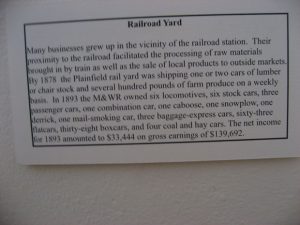 Railroad Yard
Many businesses grew up in the vicinity of the railroad station. Their
proximity to the railroad facilitated the processing of raw materials
brought in by train as well as the sale of local products to outside markets.
By 1878 the Plainfield rail yard was shipping one or two cars of lumber
or chair stock and several hundred pounds of farm produce on a weekly
basis. In 1893 the M&WR owned six locomotives, six stock cars, three
passenger cars, one combination car, one caboose, one snowplow, one
derrick, one mail-smoking car, three baggage-express cars, sixty-three
flatcars, thirty-eight boxcars, and four coal and hay cars. The net income
for 1893 amounted to $33,444 on gross earnings of $139,692.